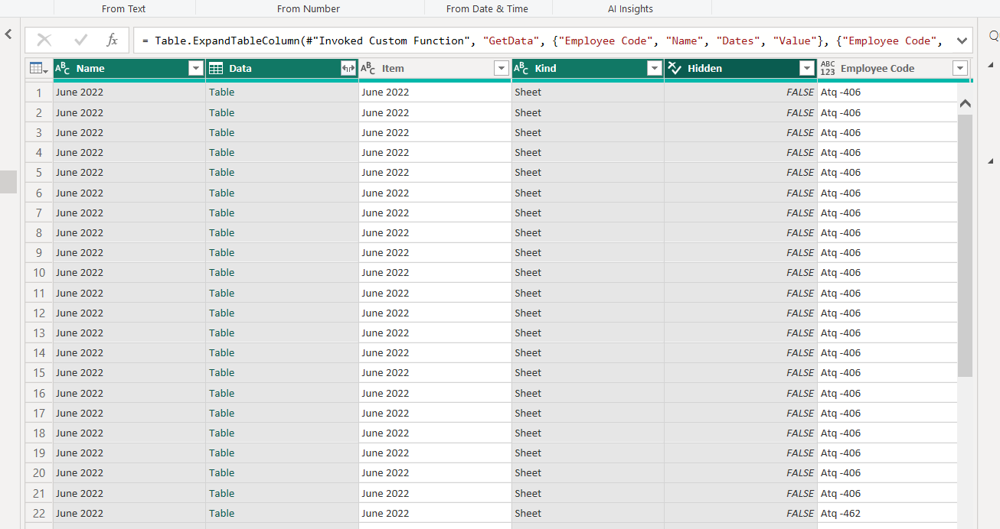 From Text From Number From Date & Time AI Insights
fx = Table.ExpandTableColumn(#"Invoked Custom Function", "GetData", {"Employee Code", "Name", "Dates", "Value"}, {"Employee Code",
ABC Name Data ABC Item ABC Kind Hidden ABC 123 Employee Code
1 June 2022 Table June 2022 Sheet FALSE Atq -406
2 June 2022 Table June 2022 Sheet FALSE Atq -406
3 June 2022 Table June 2022 Sheet FALSE Atq -406
4 June 2022 Table June 2022 Sheet FALSE Atq -406
5 June 2022 Table June 2022 Sheet FALSE Atq -406
6 June 2022 Table June 2022 Sheet FALSE Atq -406
7 June 2022 Table June 2022 Sheet FALSE Atq -406
8 June 2022 Table June 2022 Sheet FALSE Atq -406
9 June 2022 Table June 2022 Sheet FALSE Atq -406
10 June 2022 Table June 2022 Sheet FALSE Atq -406
11 June 2022 Table June 2022 Sheet FALSE Atq -406
12 June 2022 Table June 2022 Sheet FALSE Atq -406
13 June 2022 Table June 2022 Sheet FALSE Atq -406
14 June 2022 Table June 2022 Sheet FALSE Atq -406
15 June 2022 Table June 2022 Sheet FALSE Atq -406
16 June 2022 Table June 2022 Sheet FALSE Atq -406
17 June 2022 Table June 2022 Sheet FALSE Atq -406
18 June 2022 Table June 2022 Sheet FALSE Atq -406
19 June 2022 Table June 2022 Sheet FALSE Atq -406
20 June 2022 Table June 2022 Sheet FALSE Atq -406
21 June 2022 Table June 2022 Sheet FALSE Atq -406
22 June 2022 Table June 2022 Sheet FALSE Atq -462